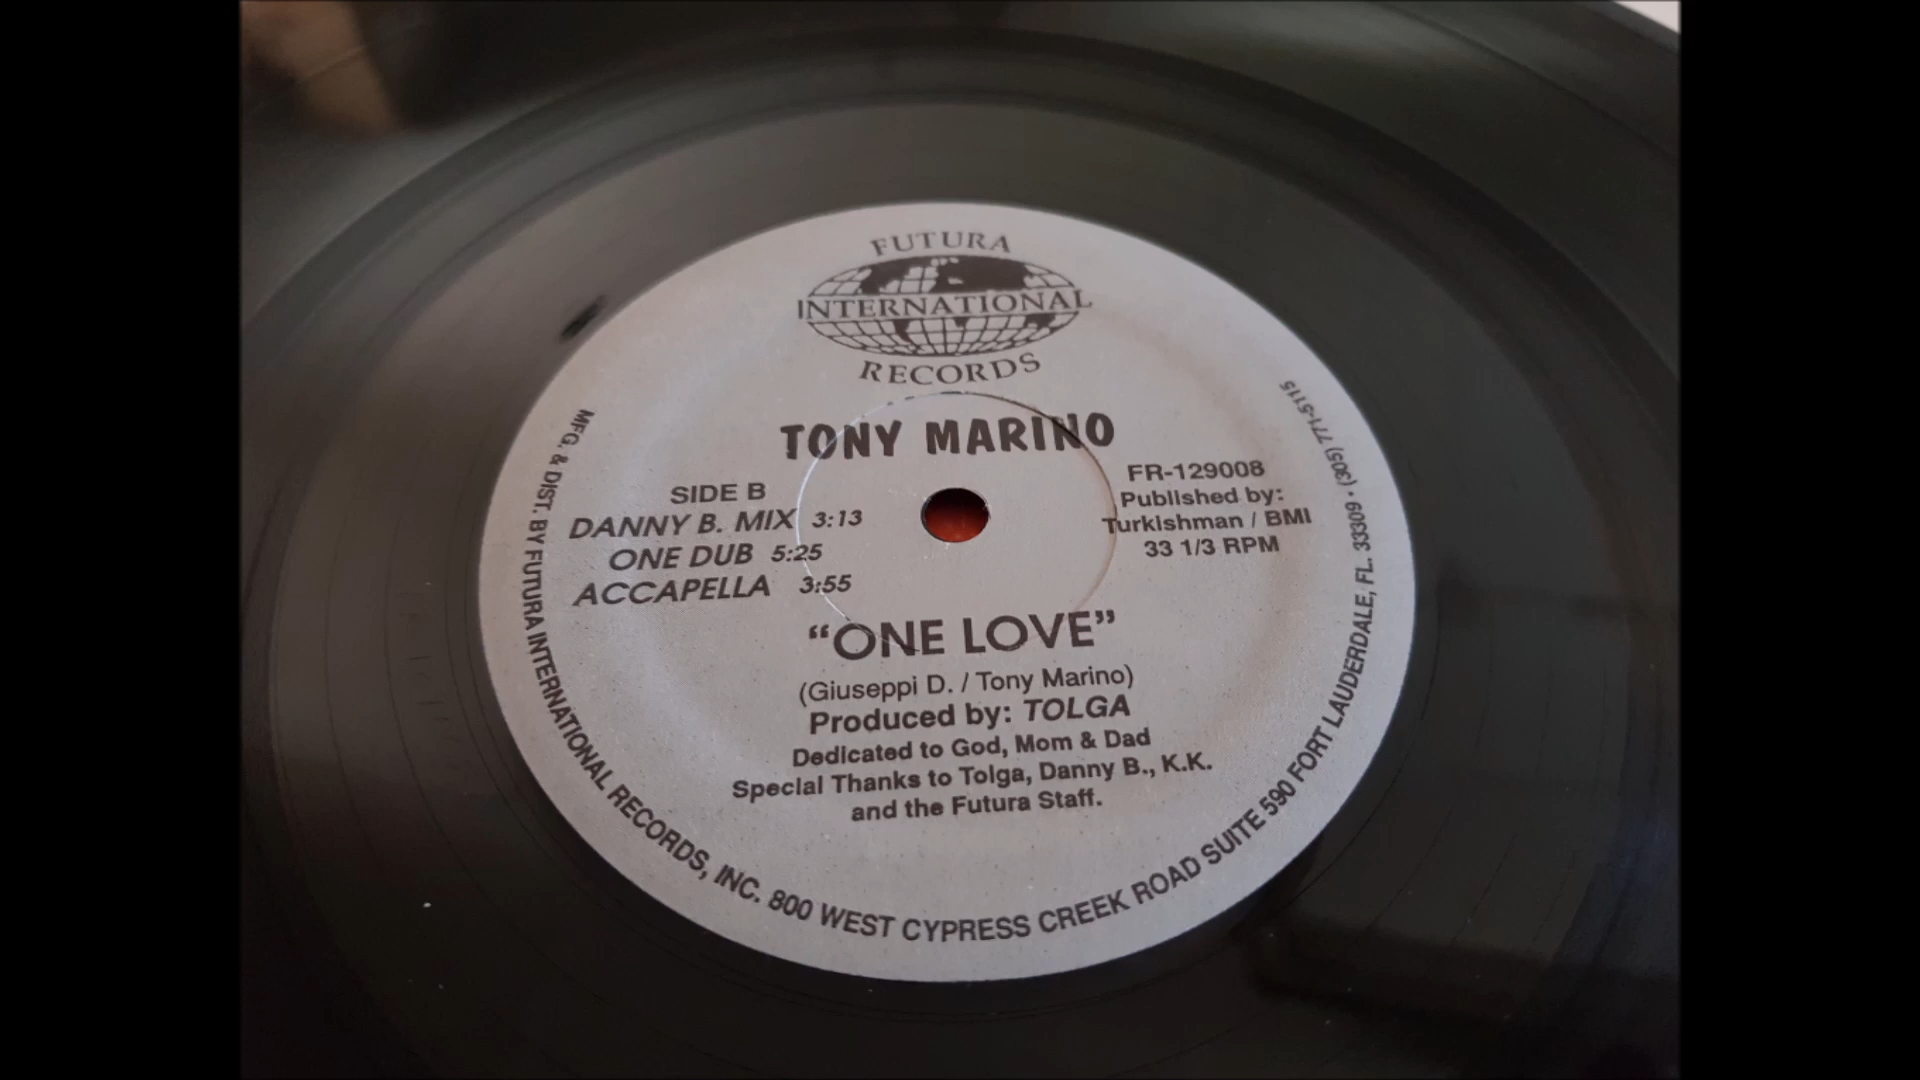 FUTURA
INTERNATIONAL
RECORDS
TONY MARINO
SIDE B
DANNY B. MIX 3:13
ONE DUB 5:25
ACCAPELLA 3:55
FR-129008
Published by:
Turkishman / BMI
33 1/3 RPM
“ONE LOVE”
(Giuseppi D. / Tony Marino)
Produced by: TOLGA
Dedicated to God, Mom & Dad
Special Thanks to Tolga, Danny B., K.K.
and the Futura Staff.
MFG. & DIST. BY FUTURA INTERNATIONAL RECORDS, INC. 800 WEST CYPRESS CREEK ROAD SUITE 590 FORT LAUDERDALE, FL. 33309 • (305) 771-5115